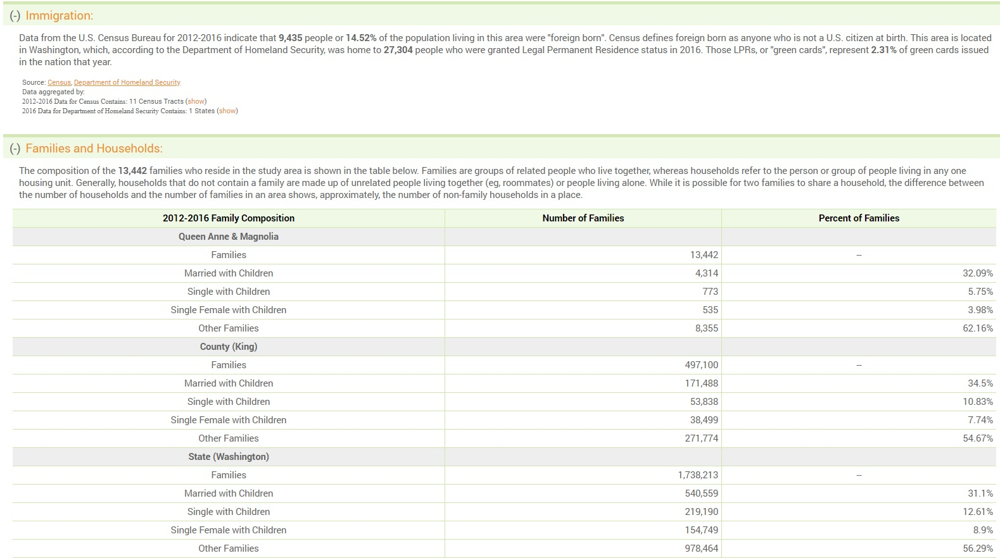 (-) Immigration:
Data from the U.S. Census Bureau for 2012-2016 indicate that 9,435 people or 14.52% of the population living in this area were "foreign born". Census defines foreign born as anyone who is not a U.S. citizen at birth. This area is located
in Washington, which, according to the Department of Homeland Security, was home to 27,304 people who were granted Legal Permanent Residence status in 2016. Those LPRs, or "green cards", represent 2.31% of green cards issued
in the nation that year.
Source: Census, Department of Homeland Security
Data aggregated by:
2012-2016 Data for Census Contains: 11 Census Tracts (show)
2016 Data for Department of Homeland Security Contains: 1 States (show)
(-) Families and Households:
The composition of the 13,442 families who reside in the study area is shown in the table below. Families are groups of related people who live together, whereas households refer to the person or group of people living in any one
housing unit. Generally, households that do not contain a family are made up of unrelated people living together (eg, roommates) or people living alone. While it is possible for two families to share a household, the difference between
the number of households and the number of families in an area shows, approximately, the number of non-family households in a place.
2012-2016 Family Composition Number of Families Percent of Families
Queen Anne & Magnolia
Families 13,442 --
Married with Children 4,314 32.09%
Single with Children 773 5.75%
Single Female with Children 535 3.98%
Other Families 8,355 62.16%
County (King)
Families 497,100 --
Married with Children 171,488 34.5%
Single with Children 53,838 10.83%
Single Female with Children 38,499 7.74%
Other Families 271,774 54.67%
State (Washington)
Families 1,738,213 --
Married with Children 540,559 31.1%
Single with Children 219,190 12.61%
Single Female with Children 154,749 8.9%
Other Families 978,464 56.29%